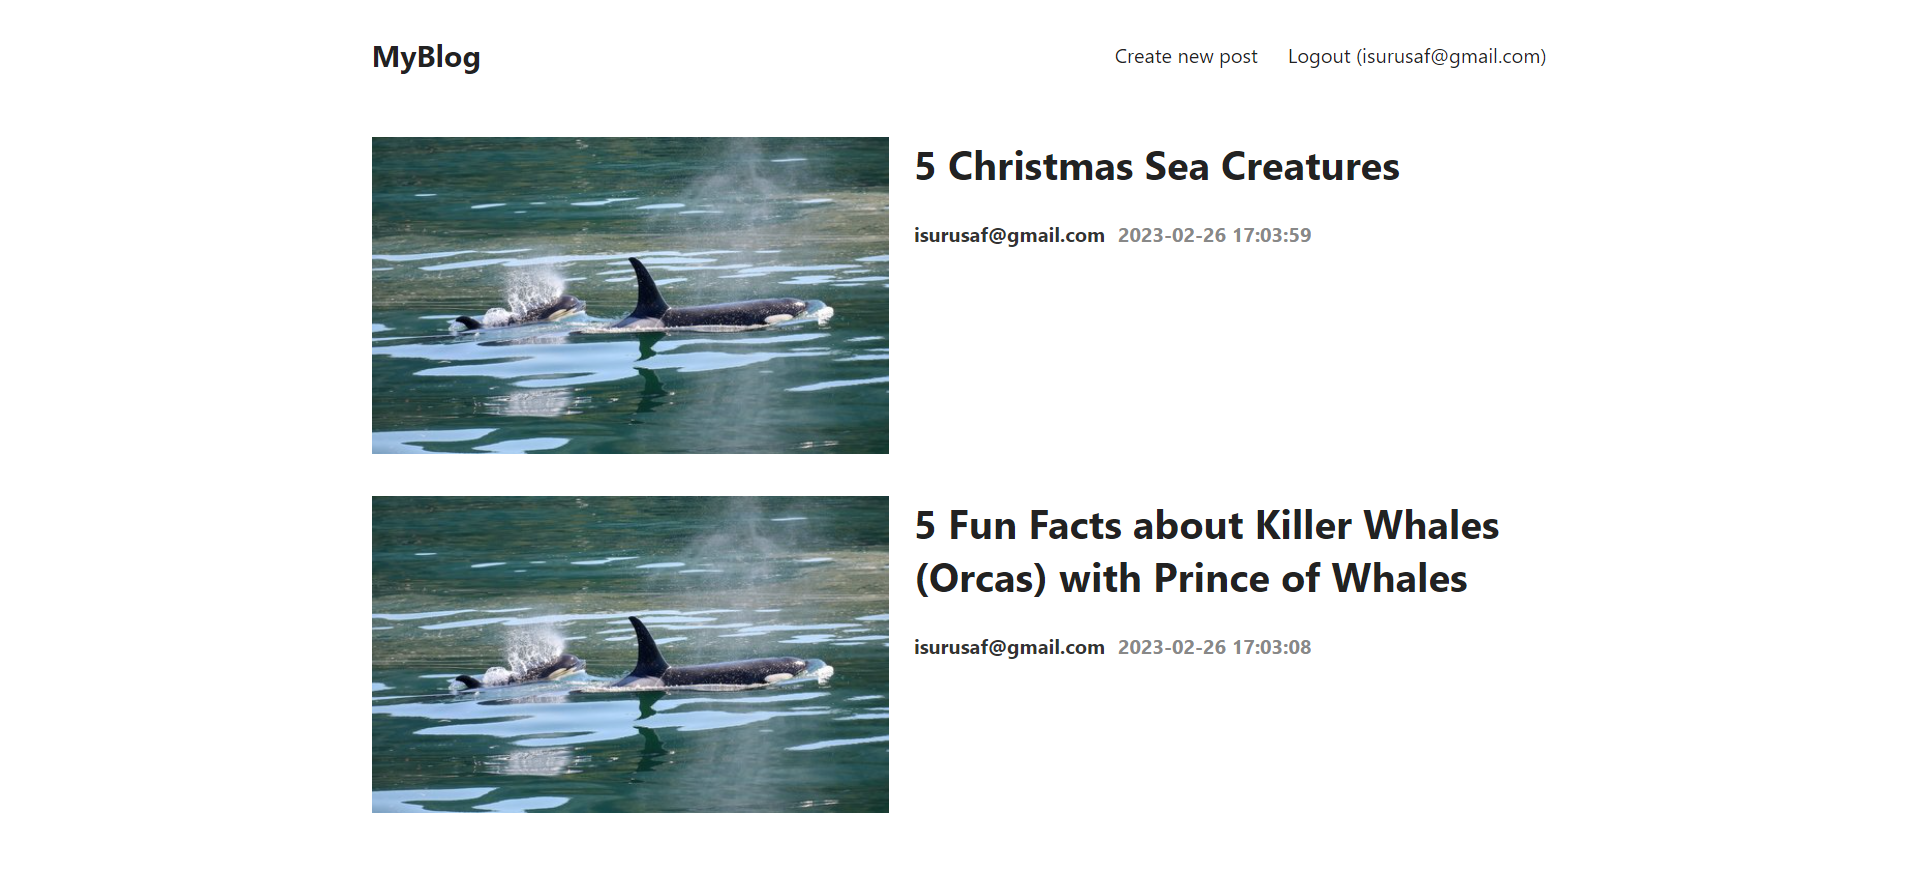 MyBlog
Create new post
Logout (isurusaf@gmail.com)
5 Christmas Sea Creatures
isurusaf@gmail.com 2023-02-26 17:03:59
5 Fun Facts about Killer Whales
(Orcas) with Prince of Whales
isurusaf@gmail.com 2023-02-26 17:03:08